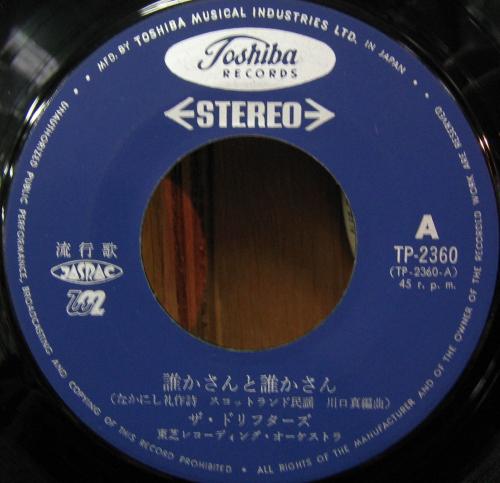 MFD. BY TOSHIBA MUSICAL INDUSTRIES LTD. IN JAPAN
Toshiba
RECORDS
STEREO
A
TP-2360
(TP-2360-A)
45 r.p.m.
流行歌
JASRAC
誰かさんと誰かさん
(なかにし礼作詩 スコットランド民謡 川口真編曲)
ザ・ドリフターズ
東芝レコーディング・オーケストラ
UNAUTHORIZED PUBLIC PERFORMANCE, BROADCASTING AND COPYING OF THIS RECORD PROHIBITED • ALL RIGHTS OF THE MANUFACTURER AND OF THE OWNER OF THE RECORDED WORK ARE RESERVED